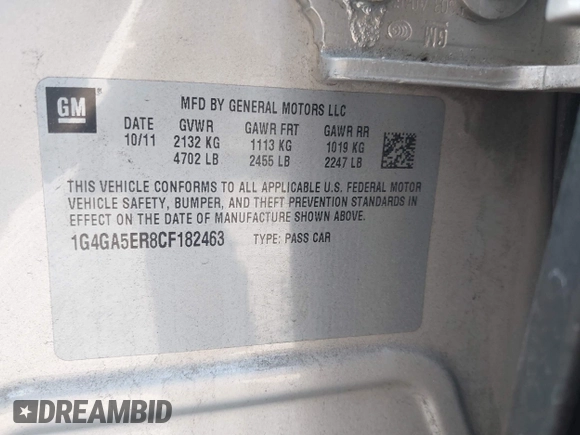 GM
MFD BY GENERAL MOTORS LLC
DATE GVWR GAWR FRT GAWR RR
10/11 2132 KG 1113 KG 1019 KG
4702 LB 2455 LB 2247 LB
THIS VEHICLE CONFORMS TO ALL APPLICABLE U.S. FEDERAL MOTOR
VEHICLE SAFETY, BUMPER, AND THEFT PREVENTION STANDARDS IN
EFFECT ON THE DATE OF MANUFACTURE SHOWN ABOVE.
1G4GA5ER8CF182463 TYPE: PASS CAR
DREAMBID